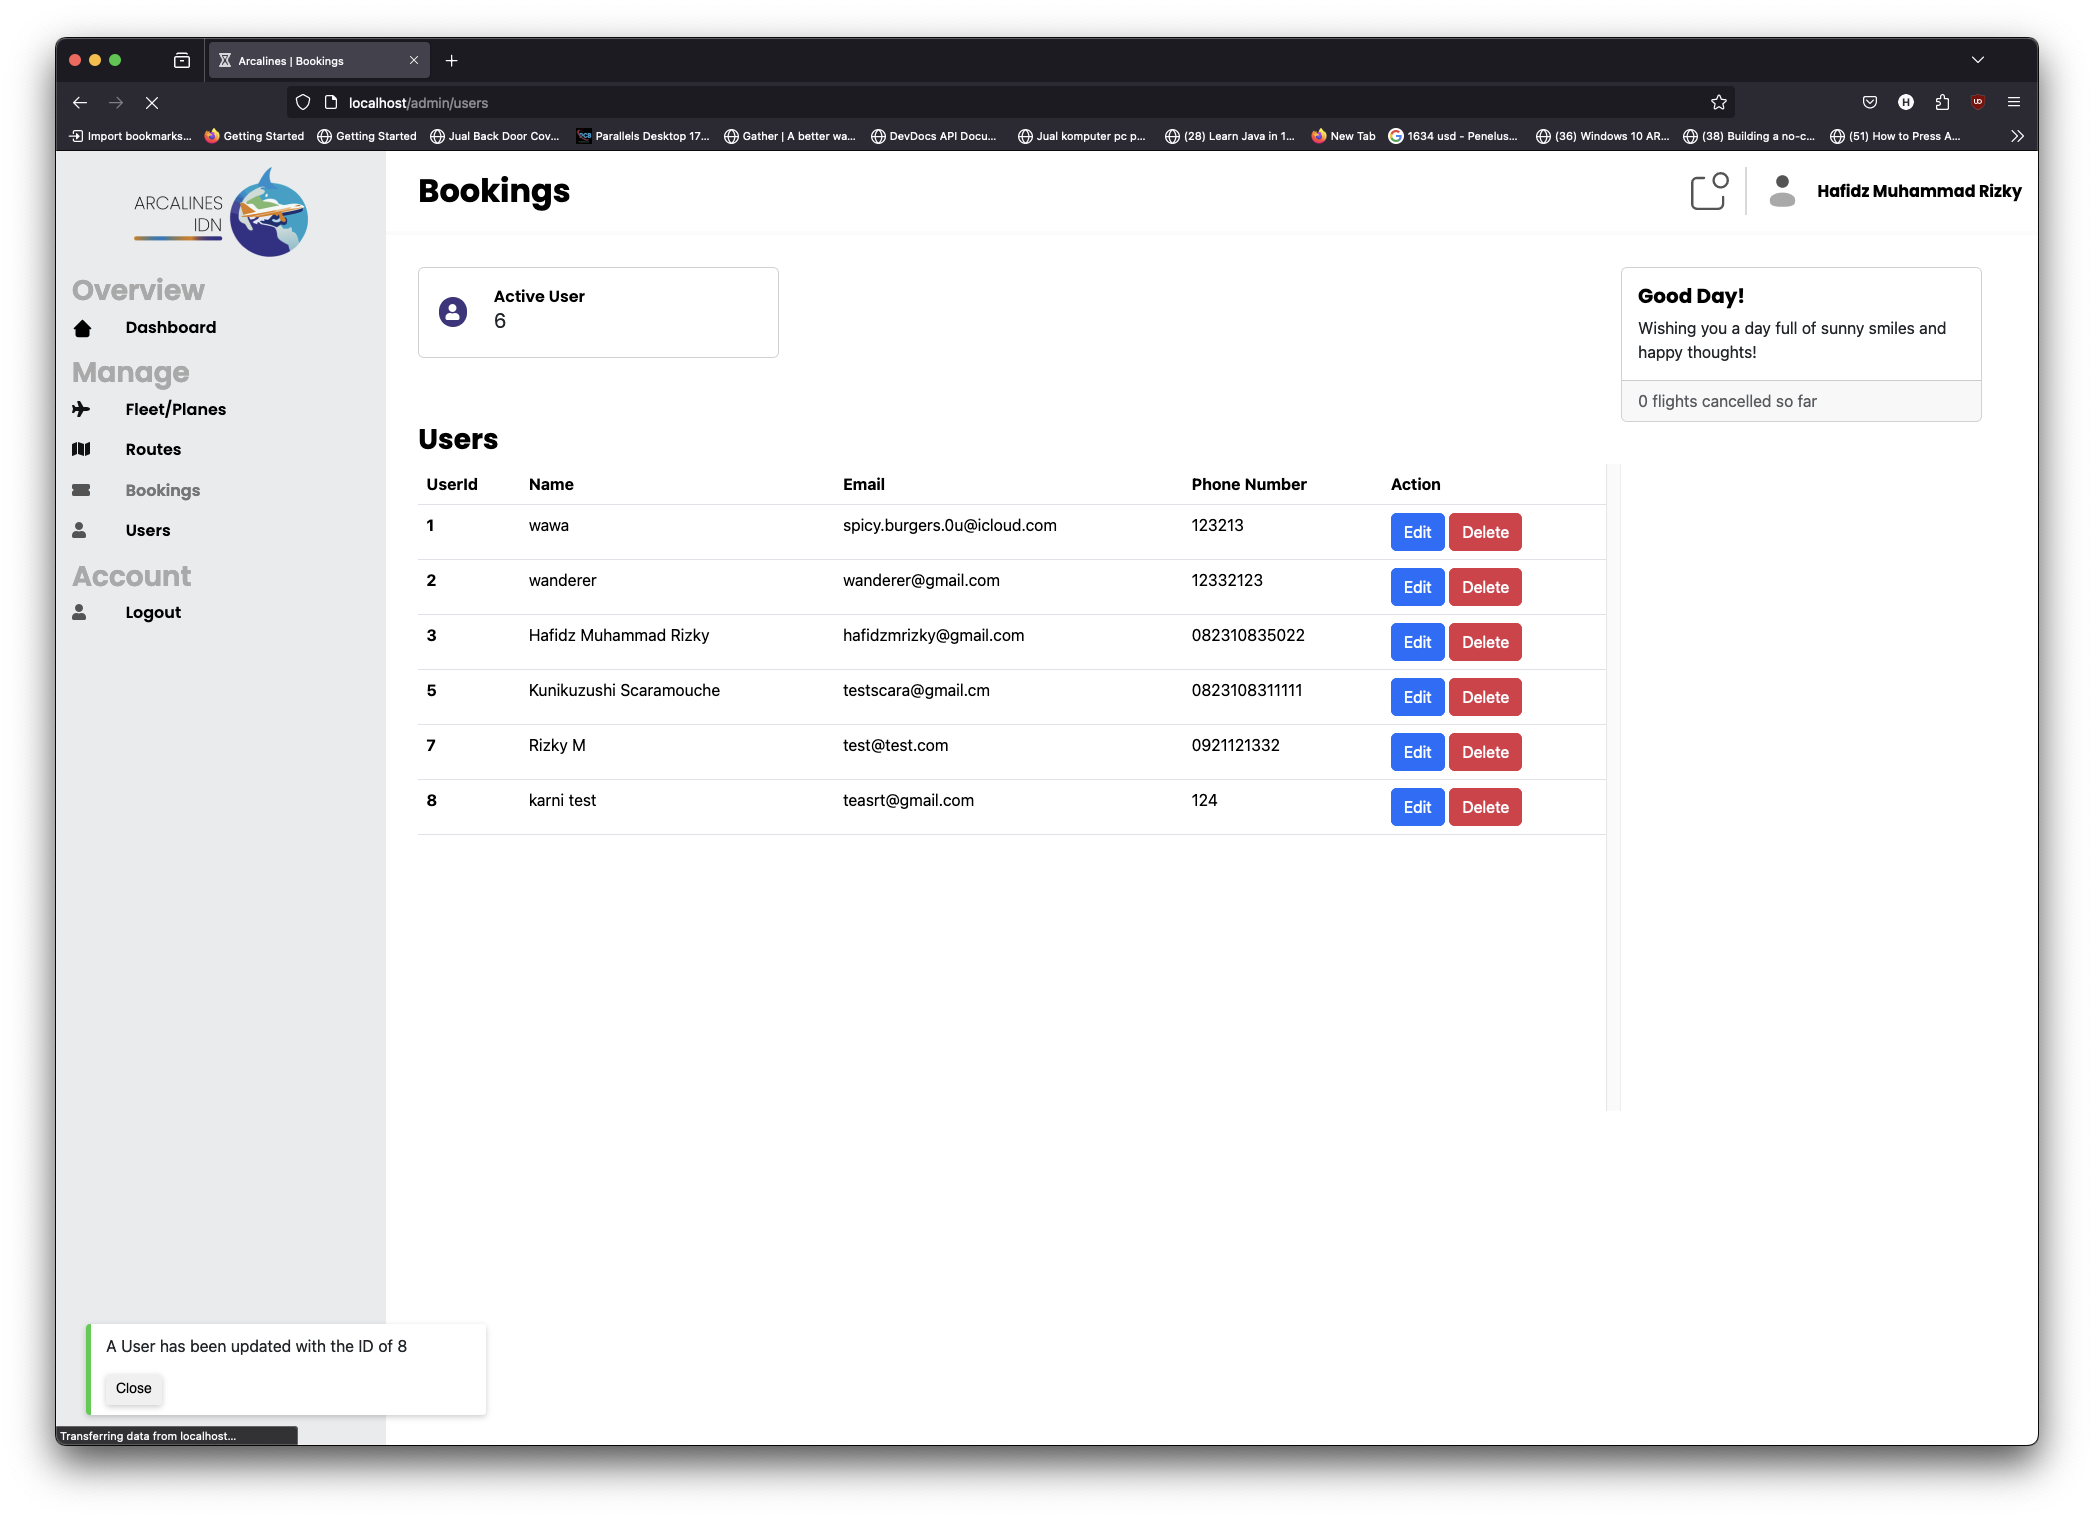 Arcalines | Bookings
localhost/admin/users
Import bookmarks... Getting Started Getting Started Jual Back Door Cov... Parallels Desktop 17... Gather | A better wa... DevDocs API Docu... Jual komputer pc p... (28) Learn Java in 1... New Tab 1634 usd - Penelus... (36) Windows 10 AR... (38) Building a no-c... (51) How to Press A...
ARCALINES
IDN
Overview
Dashboard
Manage
Fleet/Planes
Routes
Bookings
Users
Account
Logout
Bookings
Hafidz Muhammad Rizky
Active User
6
Good Day!
Wishing you a day full of sunny smiles and
happy thoughts!
0 flights cancelled so far
Users
UserId Name Email Phone Number Action
1 wawa spicy.burgers.0u@icloud.com 123213 Edit Delete
2 wanderer wanderer@gmail.com 12332123 Edit Delete
3 Hafidz Muhammad Rizky hafidzmrizky@gmail.com 082310835022 Edit Delete
5 Kunikuzushi Scaramouche testscara@gmail.cm 0823108311111 Edit Delete
7 Rizky M test@test.com 0921121332 Edit Delete
8 karni test teasrt@gmail.com 124 Edit Delete
A User has been updated with the ID of 8
Close
Transferring data from localhost...